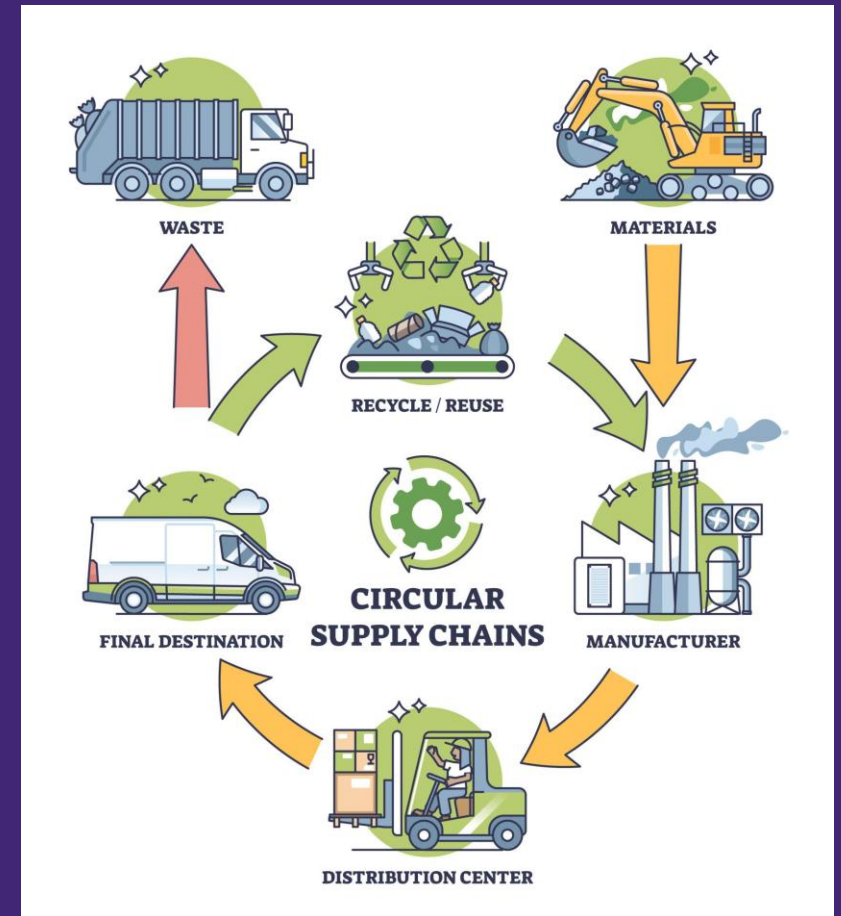 WASTE
MATERIALS
RECYCLE / REUSE
FINAL DESTINATION
CIRCULAR
SUPPLY CHAINS
MANUFACTURER
DISTRIBUTION CENTER